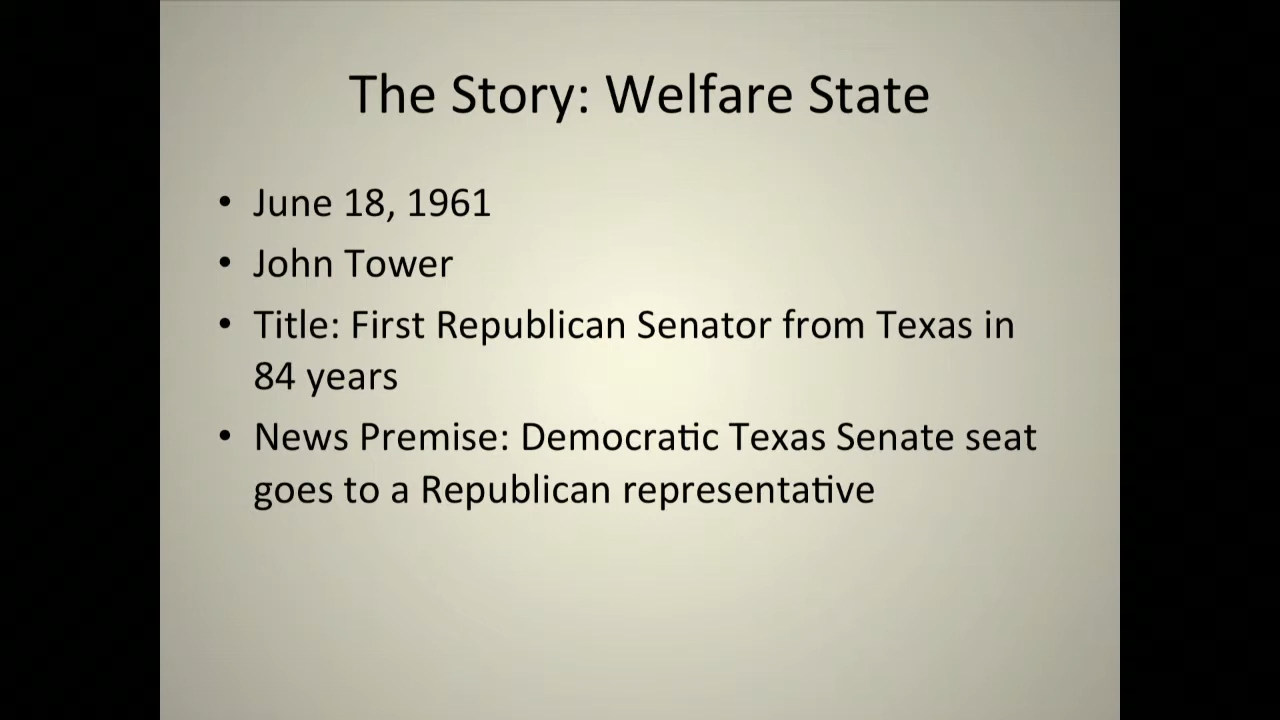 The Story: Welfare State
• June 18, 1961
• John Tower
• Title: First Republican Senator from Texas in
84 years
• News Premise: Democratic Texas Senate seat
goes to a Republican representative